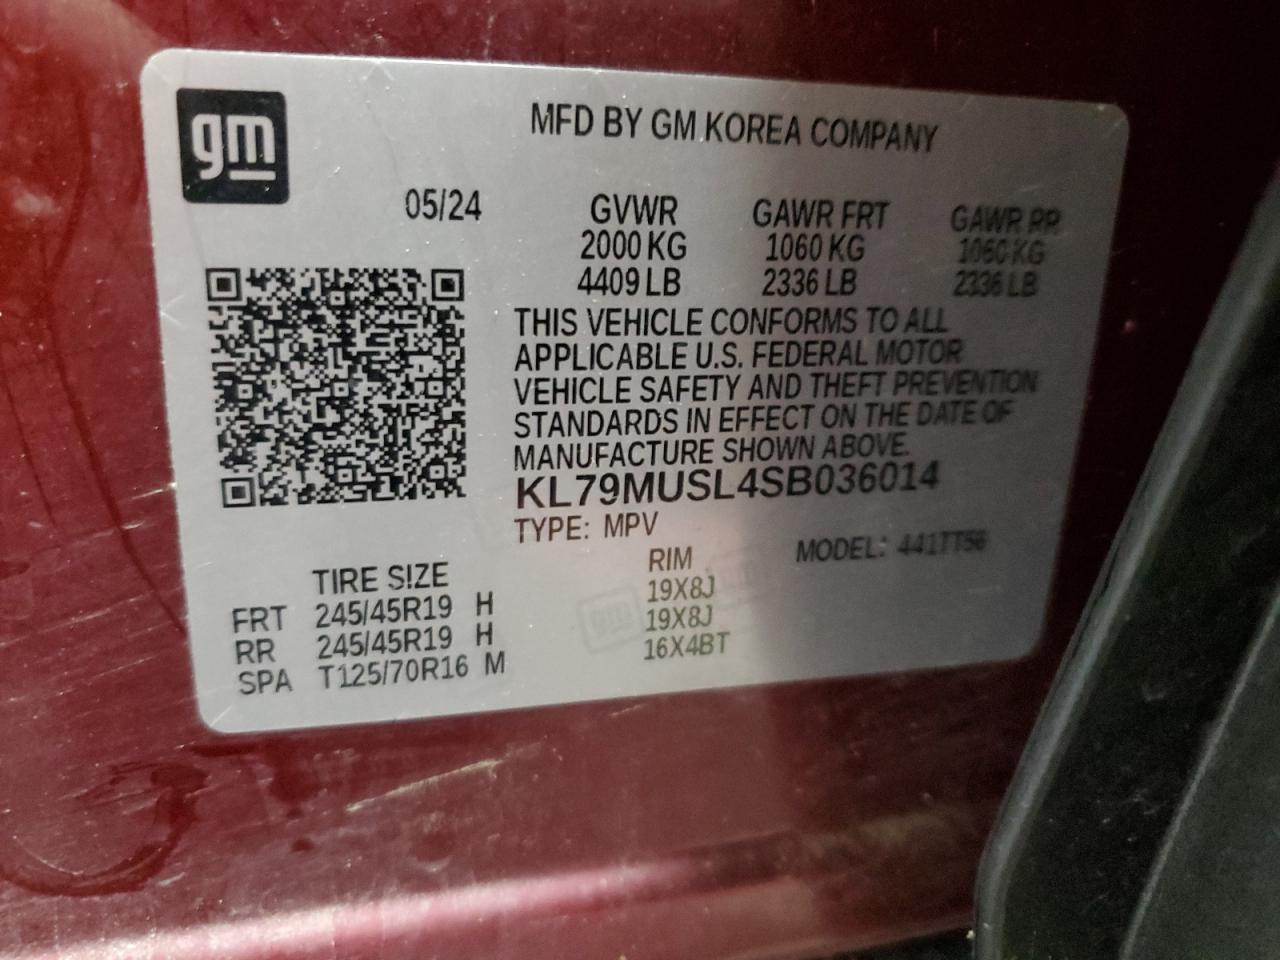 gm
MFD BY GM KOREA COMPANY
05/24 GVWR GAWR FRT GAWR RR
2000 KG 1060 KG 1060 KG
4409 LB 2336 LB 2336 LB
THIS VEHICLE CONFORMS TO ALL
APPLICABLE U.S. FEDERAL MOTOR
VEHICLE SAFETY AND THEFT PREVENTION
STANDARDS IN EFFECT ON THE DATE OF
MANUFACTURE SHOWN ABOVE.
KL79MUSL4SB036014
TYPE: MPV MODEL: 441TT56
TIRE SIZE RIM
FRT 245/45R19 H 19X8J
RR 245/45R19 H 19X8J
SPA T125/70R16 M 16X4BT